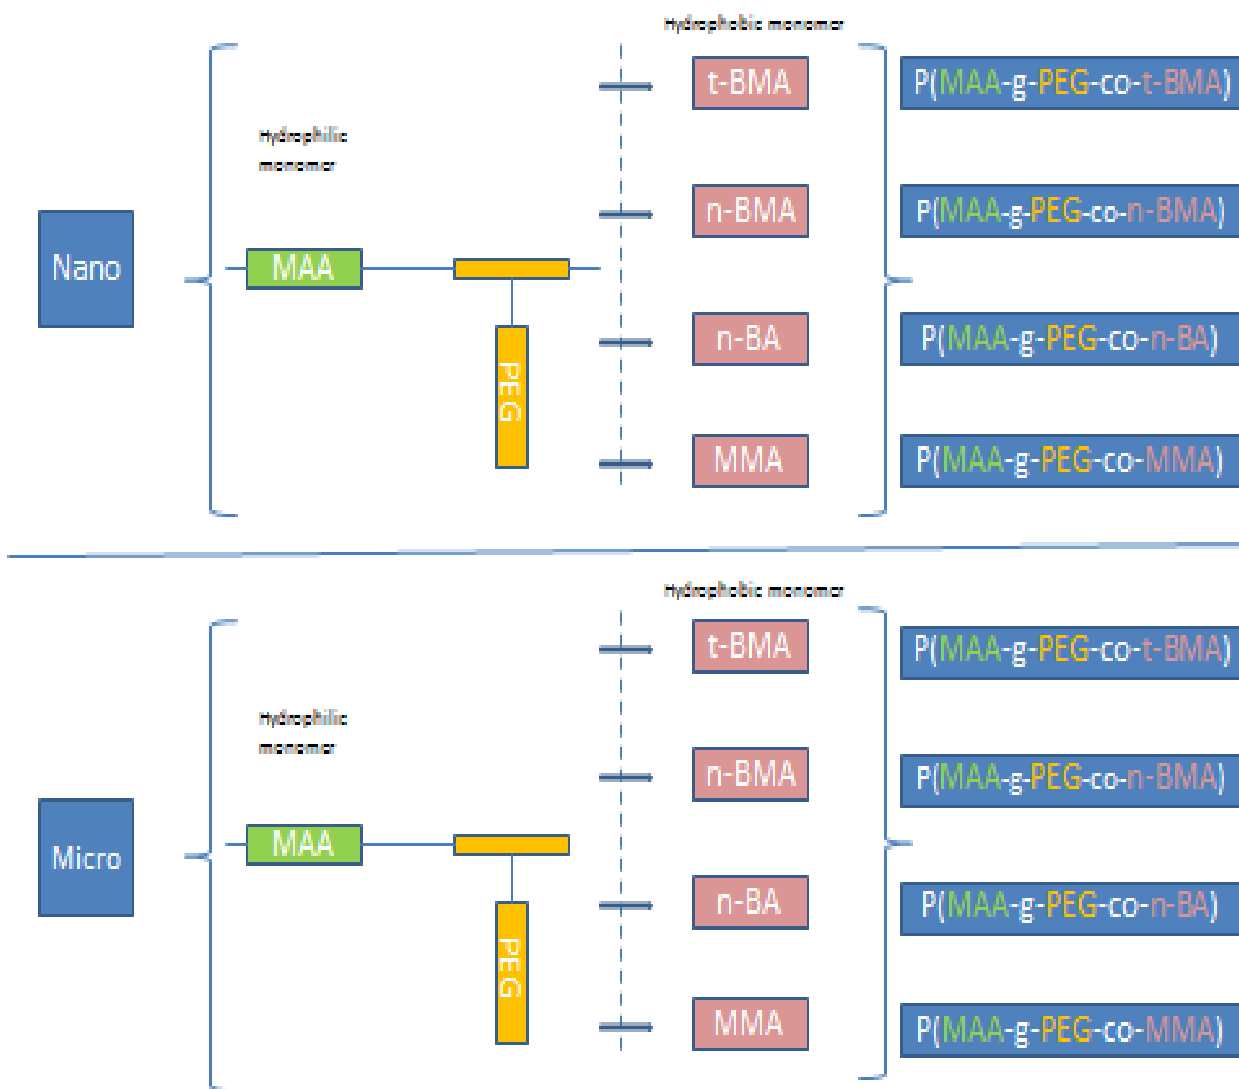 Hydrophobic monomer
t-BMA
P(MAA-g-PEG-co-t-BMA)
Hydrophilic
monomer
n-BMA
P(MAA-g-PEG-co-n-BMA)
Nano
MAA
PEG
n-BA
P(MAA-g-PEG-co-n-BA)
MMA
P(MAA-g-PEG-co-MMA)
Hydrophobic monomer
t-BMA
P(MAA-g-PEG-co-t-BMA)
Hydrophilic
monomer
n-BMA
P(MAA-g-PEG-co-n-BMA)
Micro
MAA
PEG
n-BA
P(MAA-g-PEG-co-n-BA)
MMA
P(MAA-g-PEG-co-MMA)